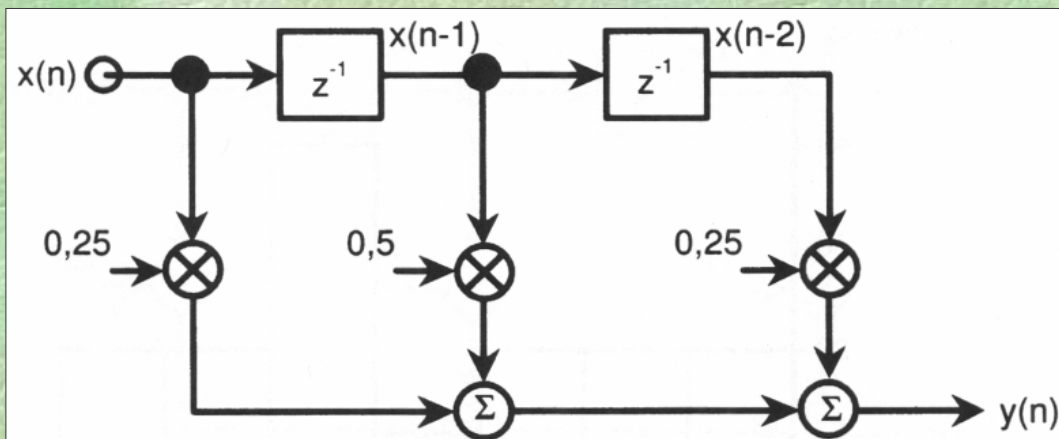 x(n-1) x(n-2)
x(n) z⁻¹ z⁻¹
0,25 0,5 0,25
Σ Σ y(n)